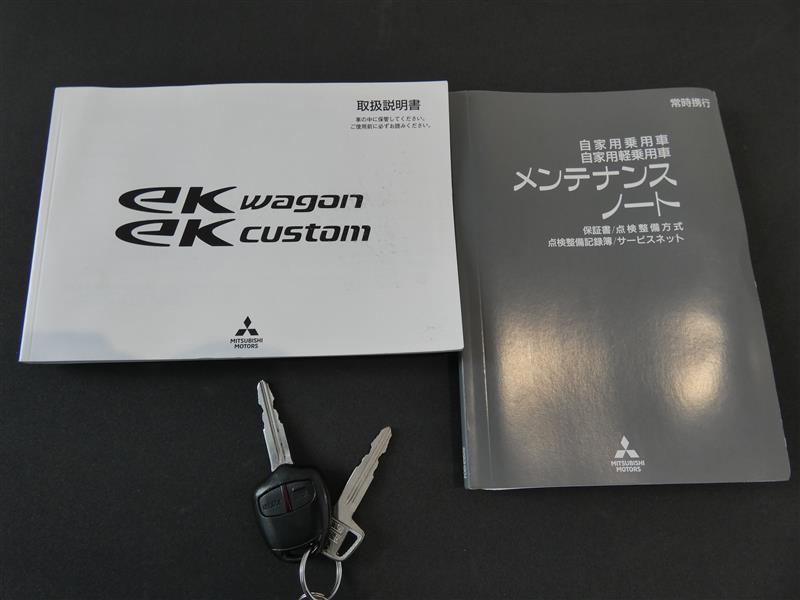 取扱説明書
車の中に保管してください。
ご使用前に必ずお読みください。
eK wagon
eK custom
MITSUBISHI
MOTORS
常時携行
自家用乗用車
自家用軽乗用車
メンテナンス
ノート
保証書/点検整備方式
点検整備記録簿/サービスネット
MITSUBISHI
MOTORS